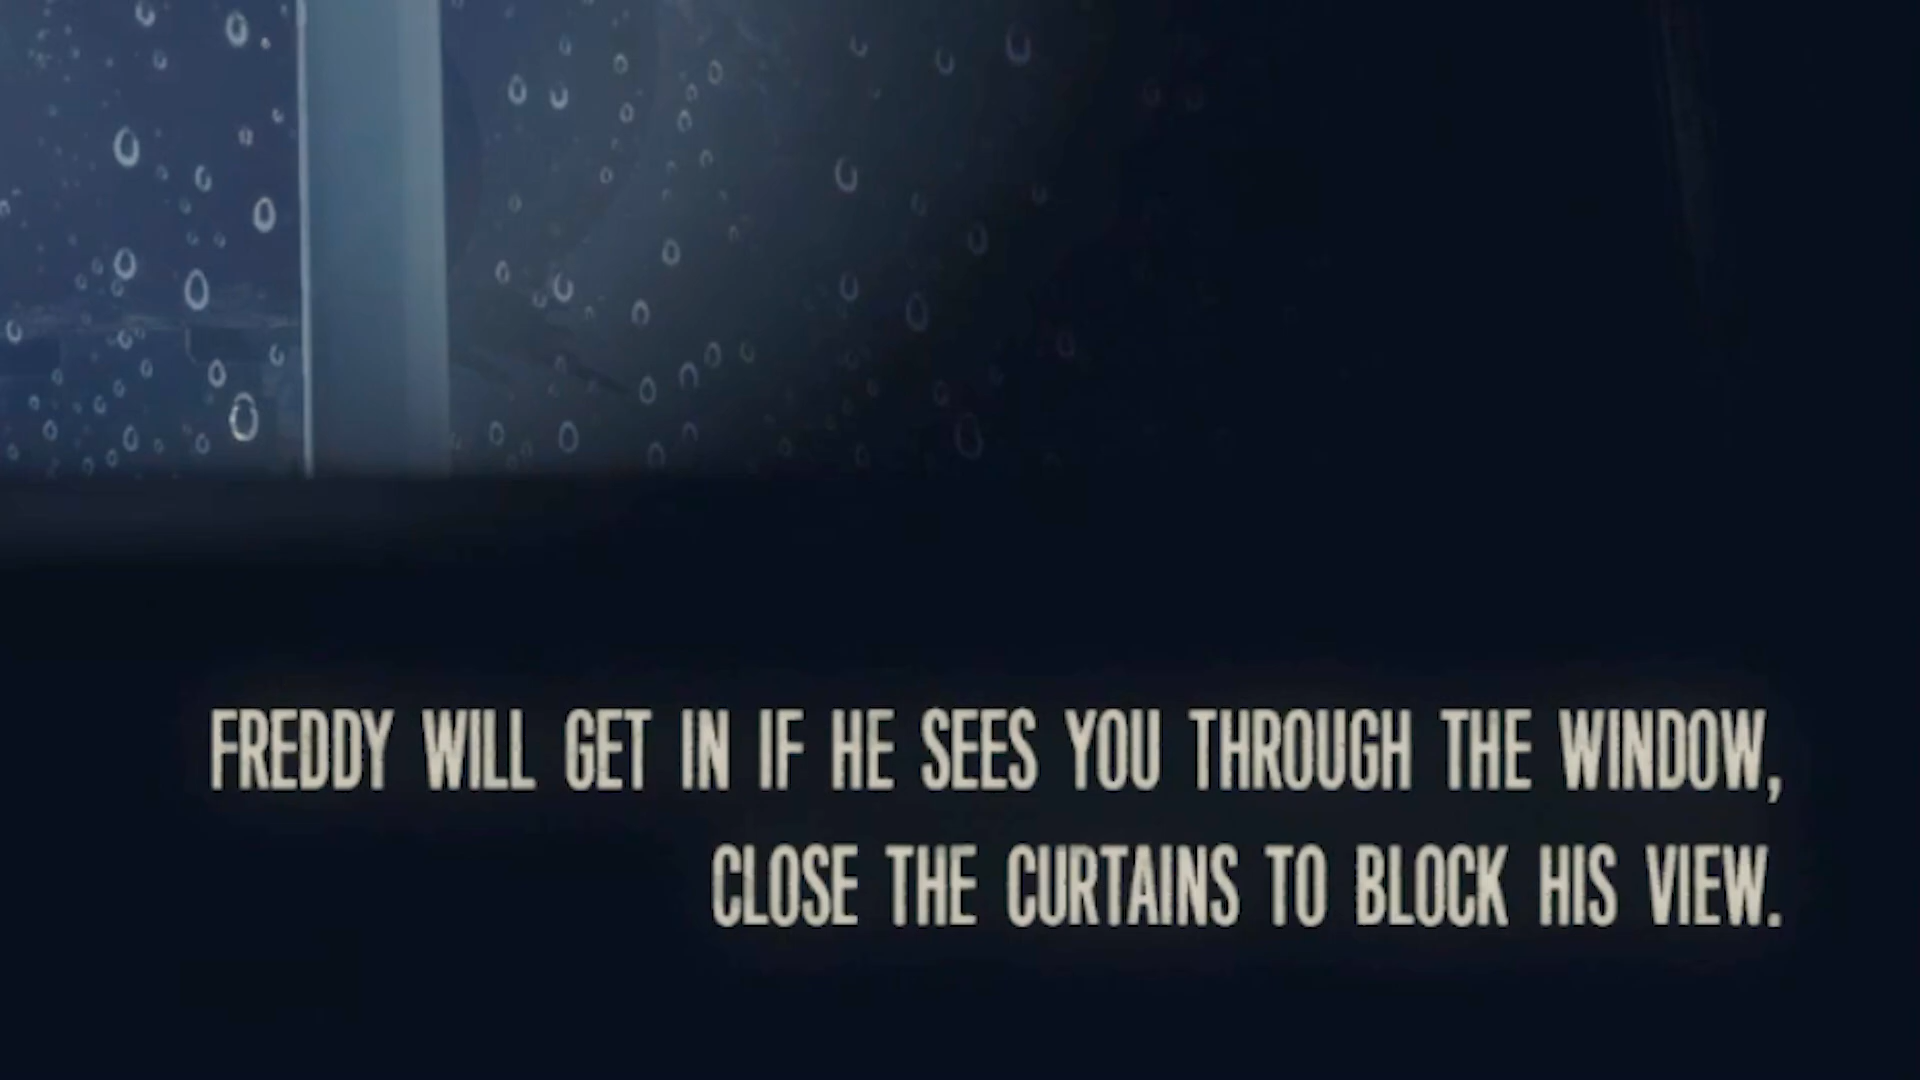 FREDDY WILL GET IN IF HE SEES YOU THROUGH THE WINDOW,
CLOSE THE CURTAINS TO BLOCK HIS VIEW.